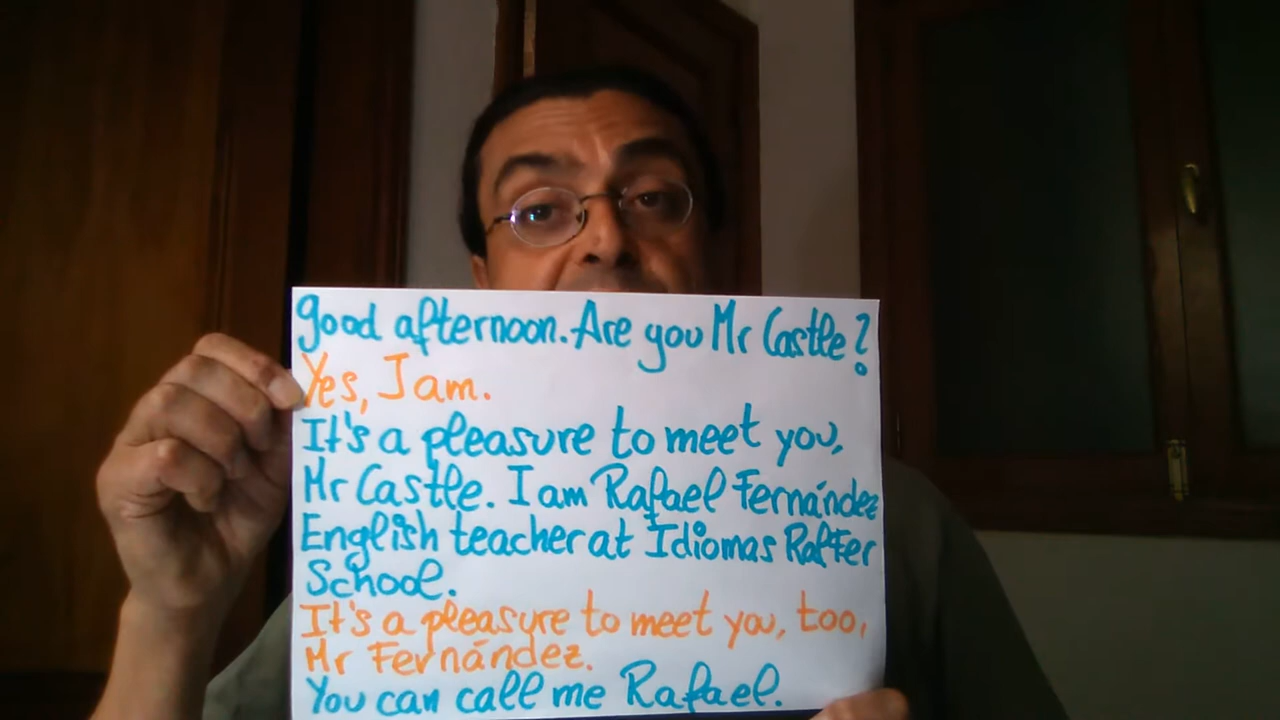 good afternoon. Are you Mr Castle?
Yes, I am.
It's a pleasure to meet you,
Mr Castle. I am Rafael Fernández
English teacher at Idiomas RafFer
School.
It's a pleasure to meet you, too,
Mr Fernández.
You can call me Rafael.